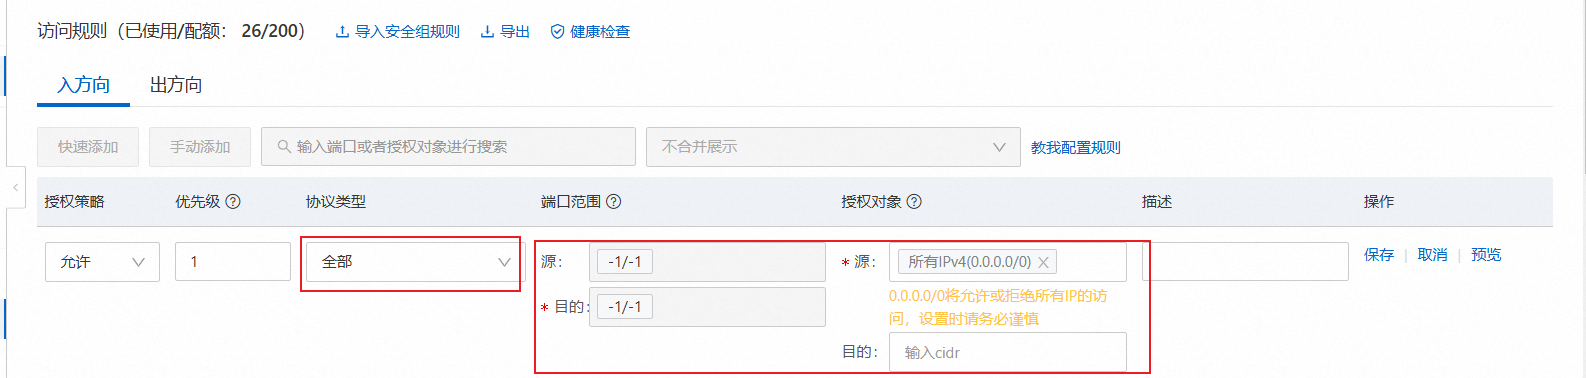 访问规则（已使用/配额： 26/200） 导入安全组规则 导出 健康检查
入方向 出方向
快速添加 手动添加 输入端口或者授权对象进行搜索 不合并展示 教我配置规则
授权策略 优先级 协议类型 端口范围 授权对象 描述 操作
允许 1 全部 源： -1/-1 * 源： 所有IPv4(0.0.0.0/0) 保存 取消 预览
* 目的： -1/-1 0.0.0.0/0将允许或拒绝所有IP的访
问，设置时请务必谨慎
目的： 输入cidr